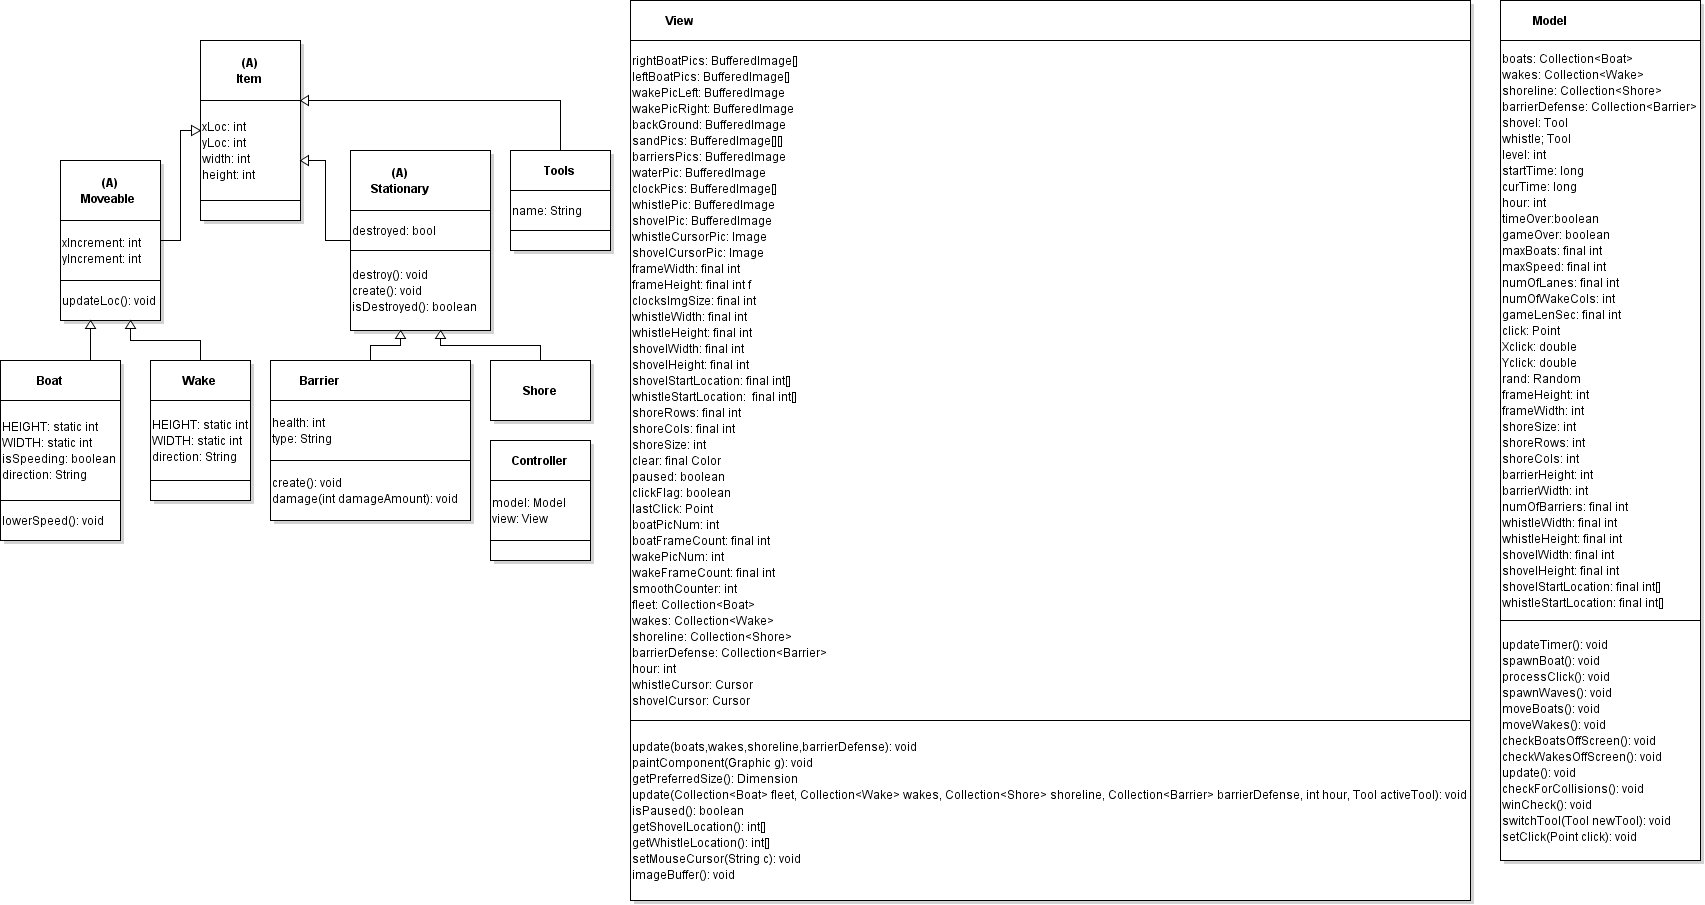 (A)
Item
xLoc: int
yLoc: int
width: int
height: int
(A)
Moveable
xIncrement: int
yIncrement: int
updateLoc(): void
(A)
Stationary
destroyed: bool
destroy(): void
create(): void
isDestroyed(): boolean
Tools
name: String
Boat
HEIGHT: static int
WIDTH: static int
isSpeeding: boolean
direction: String
lowerSpeed(): void
Wake
HEIGHT: static int
WIDTH: static int
direction: String
Barrier
health: int
type: String
create(): void
damage(int damageAmount): void
Shore
Controller
model: Model
view: View
View
rightBoatPics: BufferedImage[]
leftBoatPics: BufferedImage[]
wakePicLeft: BufferedImage
wakePicRight: BufferedImage
backGround: BufferedImage
sandPics: BufferedImage[][]
barriersPics: BufferedImage
waterPic: BufferedImage
clockPics: BufferedImage[]
whistlePic: BufferedImage
shovelPic: BufferedImage
whistleCursorPic: Image
shovelCursorPic: Image
frameWidth: final int
frameHeight: final int f
clocksImgSize: final int
whistleWidth: final int
whistleHeight: final int
shovelWidth: final int
shovelHeight: final int
shovelStartLocation: final int[]
whistleStartLocation:  final int[]
shoreRows: final int
shoreCols: final int
shoreSize: int
clear: final Color
paused: boolean
clickFlag: boolean
lastClick: Point
boatPicNum: int
boatFrameCount: final int
wakePicNum: int
wakeFrameCount: final int
smoothCounter: int
fleet: Collection<Boat>
wakes: Collection<Wake>
shoreline: Collection<Shore>
barrierDefense: Collection<Barrier>
hour: int
whistleCursor: Cursor
shovelCursor: Cursor
update(boats,wakes,shoreline,barrierDefense): void
paintComponent(Graphic g): void
getPreferredSize(): Dimension
update(Collection<Boat> fleet, Collection<Wake> wakes, Collection<Shore> shoreline, Collection<Barrier> barrierDefense, int hour, Tool activeTool): void
isPaused(): boolean
getShovelLocation(): int[]
getWhistleLocation(): int[]
setMouseCursor(String c): void
imageBuffer(): void
Model
boats: Collection<Boat>
wakes: Collection<Wake>
shoreline: Collection<Shore>
barrierDefense: Collection<Barrier>
shovel: Tool
whistle; Tool
level: int
startTime: long
curTime: long
hour: int
timeOver:boolean
gameOver: boolean
maxBoats: final int
maxSpeed: final int
numOfLanes: final int
numOfWakeCols: int
gameLenSec: final int
click: Point
Xclick: double
Yclick: double
rand: Random
frameHeight: int
frameWidth: int
shoreSize: int
shoreRows: int
shoreCols: int
barrierHeight: int
barrierWidth: int
numOfBarriers: final int
whistleWidth: final int
whistleHeight: final int
shovelWidth: final int
shovelHeight: final int
shovelStartLocation: final int[]
whistleStartLocation: final int[]
updateTimer(): void
spawnBoat(): void
processClick(): void
spawnWaves(): void
moveBoats(): void
moveWakes(): void
checkBoatsOffScreen(): void
checkWakesOffScreen(): void
update(): void
checkForCollisions(): void
winCheck(): void
switchTool(Tool newTool): void
setClick(Point click): void